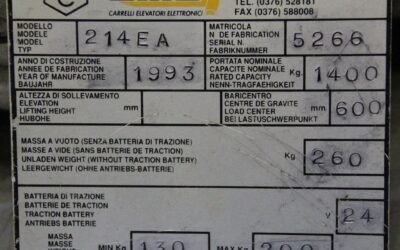 C
CARRELLI ELEVATORI ELETTRONICI
TEL. (0376) 528181
FAX (0376) 588008
MODELLO
MODELE
MODEL
TYP
214EA
MATRICOLA
N DE FABRICATION
SERIAL N.
FABRIKNUMMER
5266
ANNO DI COSTRUZIONE
ANNEE DE FABRICATION
YEAR OF MANUFACTURE
BAUJAHR
1993
PORTATA NOMINALE
CAPACITE NOMINALE
RATED CAPACITY
NENN-TRAGFAEHIGKEIT
Kg. 1400
ALTEZZA DI SOLLEVAMENTO
ELEVATION
LIFTING HEIGHT
HUBOHE
mm
BARICENTRO
CENTRE DE GRAVITE
LOAD CENTER
BEI LASTUSCHWERPUNKT
mm 600
MASSA A VUOTO (SENZA BATTERIA DI TRAZIONE)
MASSE A VIDE (SANS BATTERIE DE TRACTION)
UNLADEN WEIGHT (WITHOUT TRACTION BATTERY)
LEERGEWICHT (OHNE ANTRIEBS-BATTERIE)
Kg 260
BATTERIA DI TRAZIONE
BATTERIE DE TRACTION
TRACTION BATTERY
ANTRIEBS BATTERIE
V 24
MASSA
MASSE
MIN Kg 130
MAX Kg 200